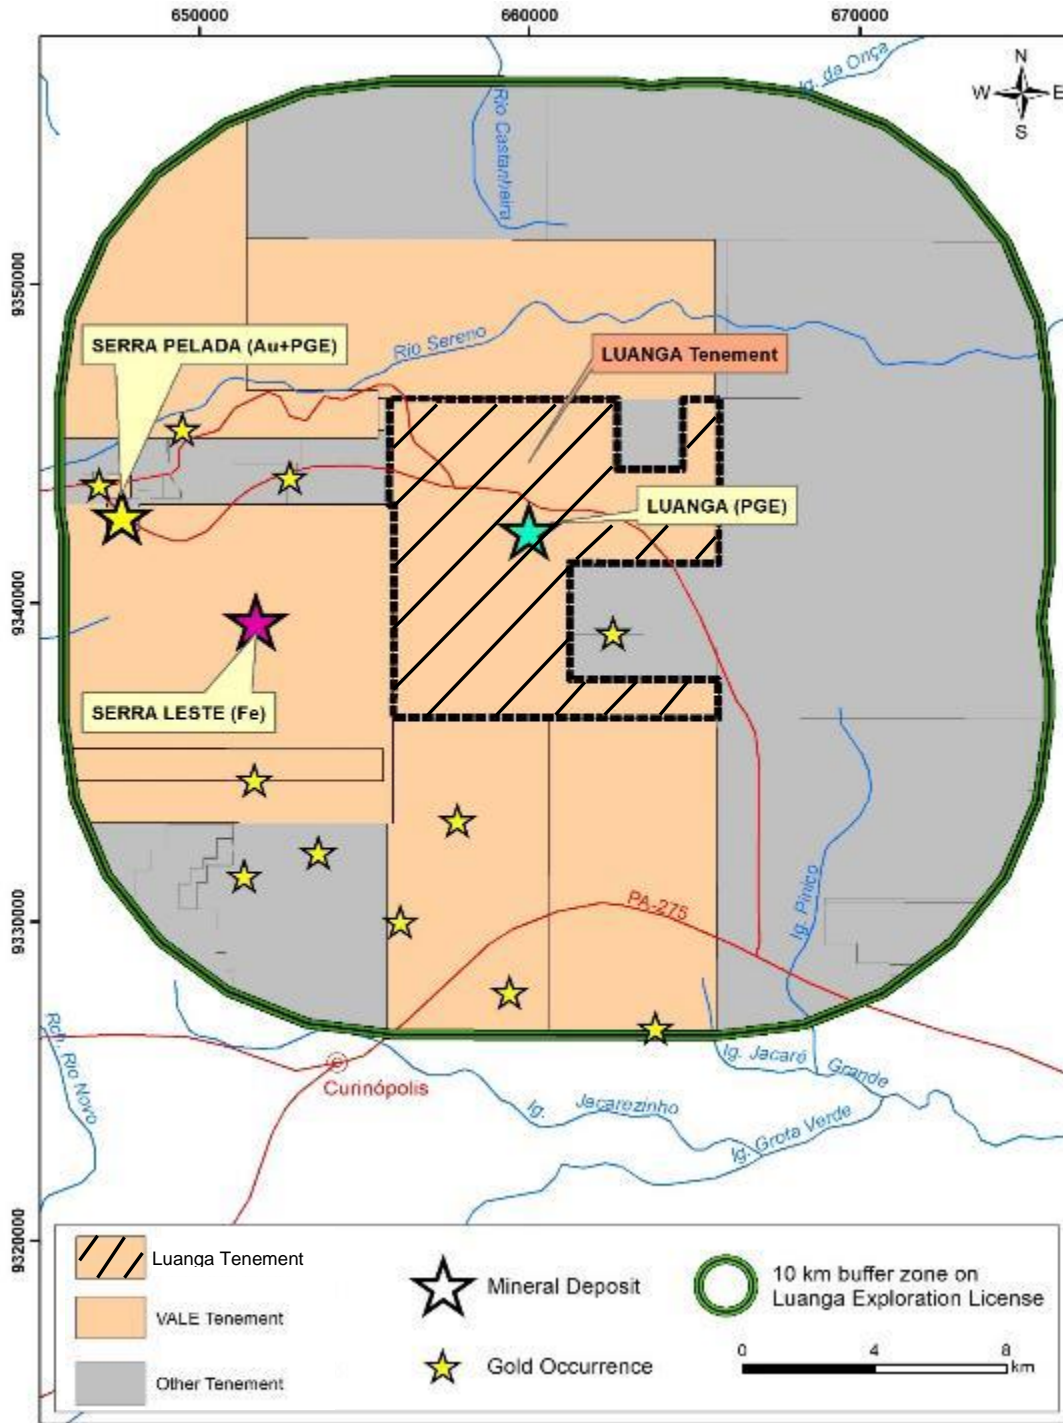 650000
660000
670000
Ig. da Onça
N
W
E
S
Rio Castanheira
9350000
SERRA PELADA (Au+PGE)
Rio Sereno
LUANGA Tenement
LUANGA (PGE)
9340000
SERRA LESTE (Fe)
9330000
PA-275
Ig. Pinico
Rch. Rio Novo
Ig. Jacaré Grande
Curinópolis
Ig. Jacarezinho
Ig. Grota Verde
9320000
Luanga Tenement
VALE Tenement
Other Tenement
Mineral Deposit
Gold Occurrence
10 km buffer zone on
Luanga Exploration License
0 4 8
km